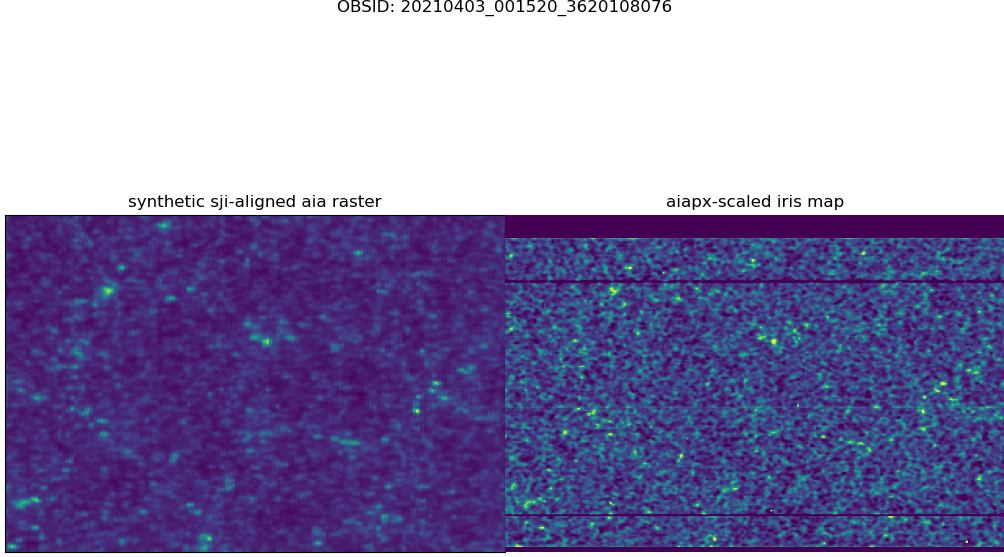 OBSID: 20210403_001520_3620108076
synthetic sji-aligned aia raster
aiapx-scaled iris map